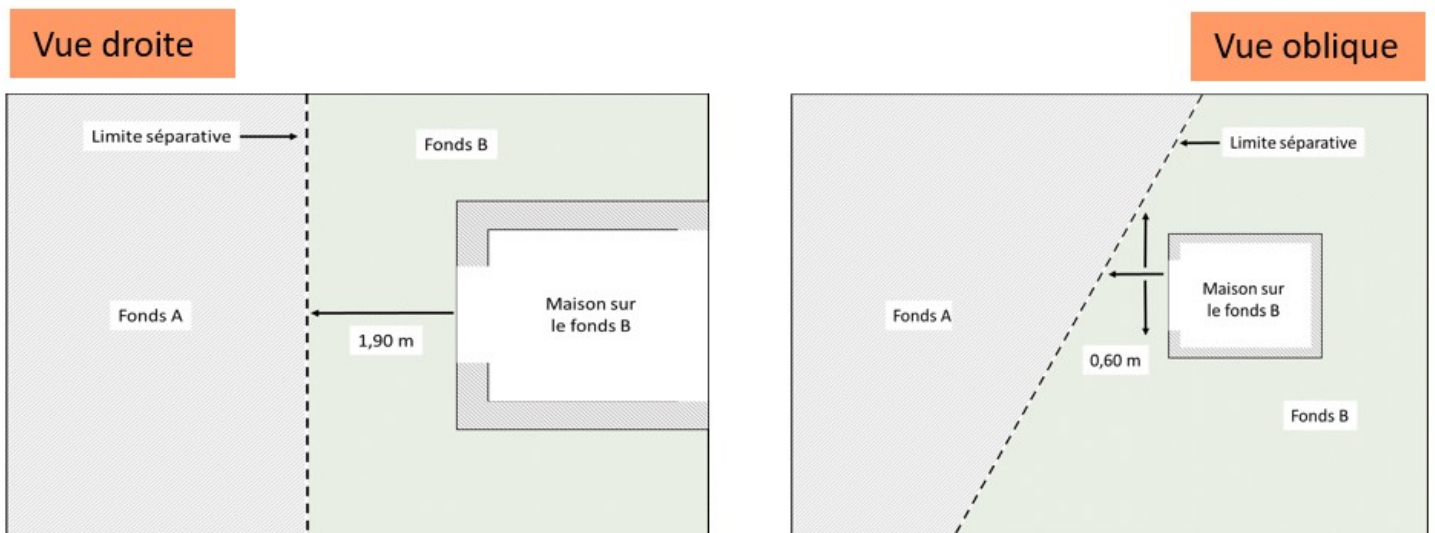 Vue droite
Limite séparative
Fonds B
Fonds A
1,90 m
Maison sur
le fonds B
Vue oblique
Limite séparative
Fonds A
Maison sur
le fonds B
0,60 m
Fonds B